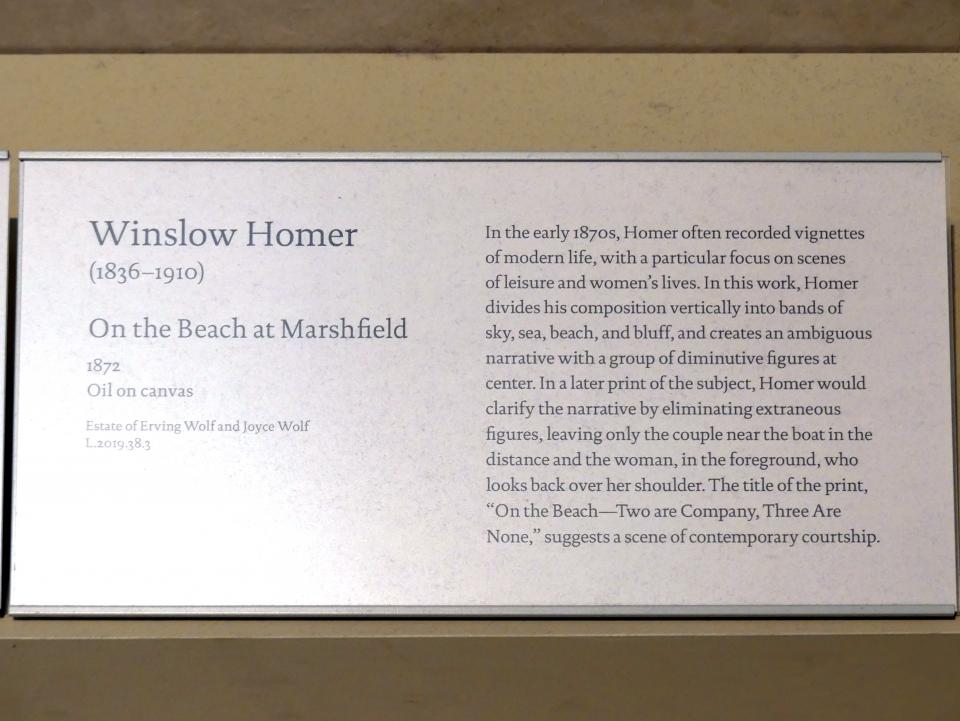 Winslow Homer
(1836–1910)
On the Beach at Marshfield
1872
Oil on canvas
Estate of Erving Wolf and Joyce Wolf
L.2019.38.3
In the early 1870s, Homer often recorded vignettes
of modern life, with a particular focus on scenes
of leisure and women’s lives. In this work, Homer
divides his composition vertically into bands of
sky, sea, beach, and bluff, and creates an ambiguous
narrative with a group of diminutive figures at
center. In a later print of the subject, Homer would
clarify the narrative by eliminating extraneous
figures, leaving only the couple near the boat in the
distance and the woman, in the foreground, who
looks back over her shoulder. The title of the print,
“On the Beach—Two are Company, Three Are
None,” suggests a scene of contemporary courtship.